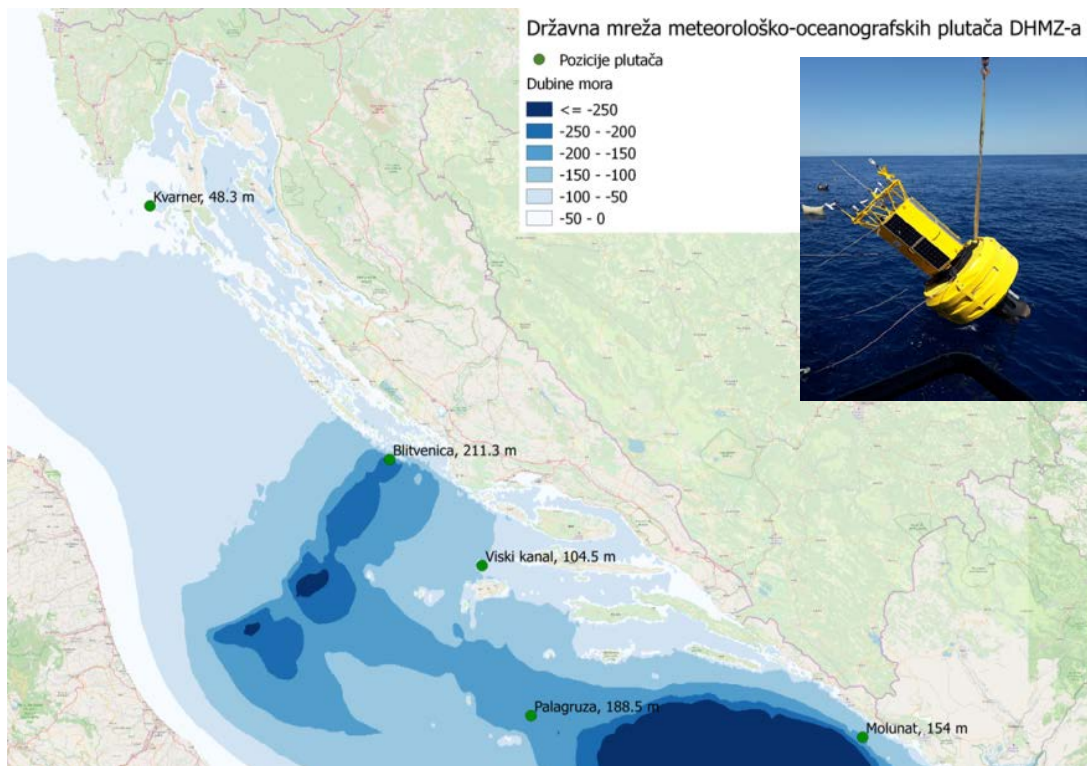 Državna mreža meteorološko-oceanografskih plutača DHMZ-a
Pozicije plutača
Dubine mora
<= -250
-250 - -200
-200 - -150
-150 - -100
-100 - -50
-50 - 0
Kvarner, 48.3 m
Blitvenica, 211.3 m
Viski kanal, 104.5 m
Palagruza, 188.5 m
Molunat, 154 m